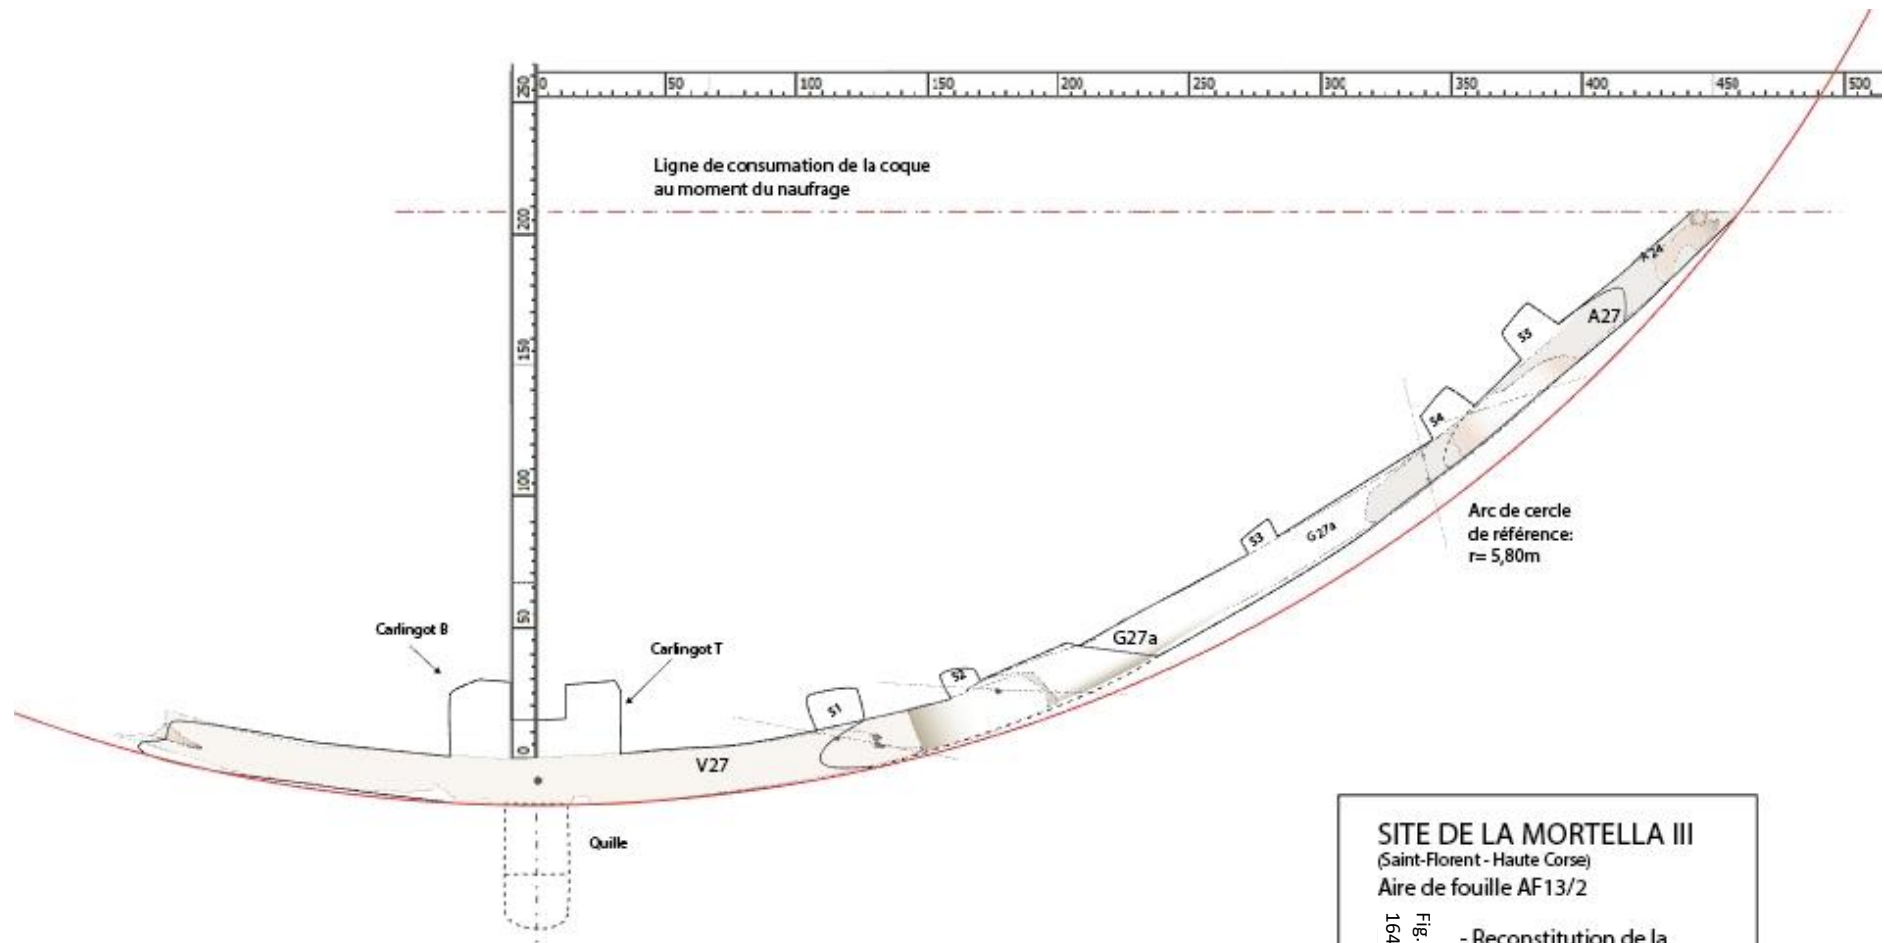 0 50 100 150 200 250 300 350 400 450 500
250
200
150
100
50
0
Ligne de consumation de la coque
au moment du naufrage
A24
A27
S5
S4
S3
G27a
G27a
S2
S1
V27
Arc de cercle
de référence:
r= 5,80m
Carlingot B
Carlingot T
Quille
SITE DE LA MORTELLA III
(Saint-Florent - Haute Corse)
Aire de fouille AF13/2
Fig.
164
- Reconstitution de la